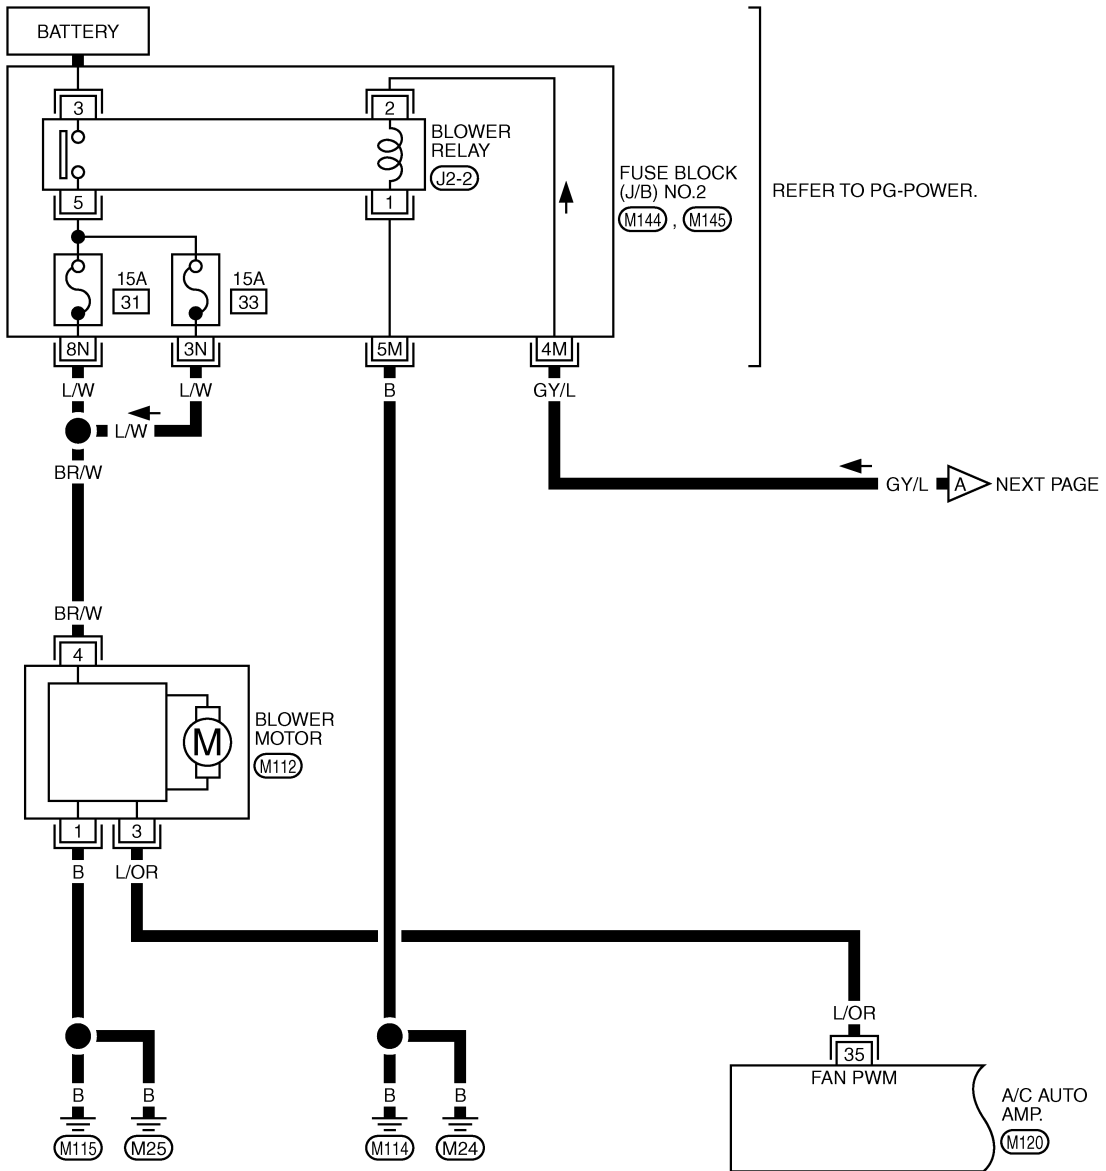 BATTERY
3
2
BLOWER
RELAY
J2-2
5
1
FUSE BLOCK
(J/B) NO.2
M144 , M145
REFER TO PG-POWER.
15A
31
15A
33
8N
3N
5M
4M
L/W
L/W
B
GY/L
L/W
BR/W
GY/L
A
NEXT PAGE
BR/W
4
M
BLOWER
MOTOR
M112
1
3
B
L/OR
L/OR
35
FAN PWM
A/C AUTO
AMP.
M120
B
B
B
B
M115
M25
M114
M24